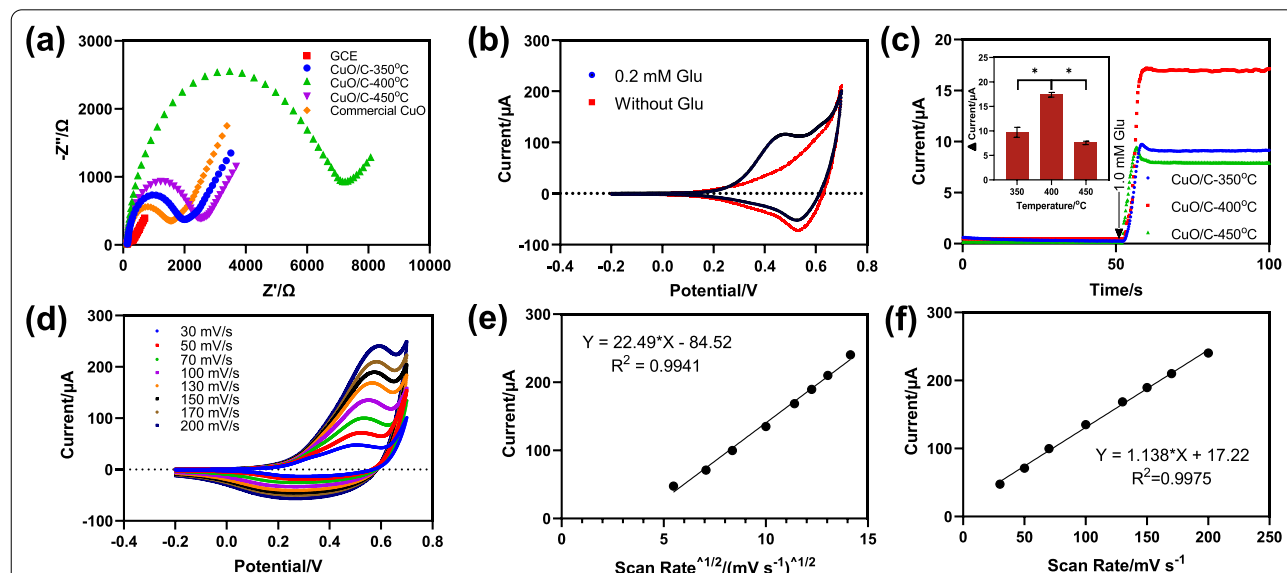 (a)
3000
2000
1000
0
-Z''/Ω
GCE
CuO/C-350°C
CuO/C-400°C
CuO/C-450°C
Commercial CuO
0 2000 4000 6000 8000 10000
Z'/Ω
(b)
300
200
100
0
-100
Current/μA
0.2 mM Glu
Without Glu
-0.4 -0.2 0.0 0.2 0.4 0.6 0.8
Potential/V
(c)
20
15
10
5
0
Current/μA
25
20
15
10
5
0
▲ Current/μA
* *
350 400 450
Temperature/°C
1.0 mM Glu
CuO/C-350°C
CuO/C-400°C
CuO/C-450°C
0 50 100
Time/s
(d)
300
200
100
0
-100
Current/μA
30 mV/s
50 mV/s
70 mV/s
100 mV/s
130 mV/s
150 mV/s
170 mV/s
200 mV/s
-0.4 -0.2 0.0 0.2 0.4 0.6 0.8
Potential/V
(e)
300
200
100
0
Current/μA
Y = 22.49*X - 84.52
R² = 0.9941
0 5 10 15
Scan Rate^1/2/(mV s⁻¹)^1/2
(f)
300
200
100
0
Current/μA
Y = 1.138*X + 17.22
R²=0.9975
0 50 100 150 200 250
Scan Rate/mV s⁻¹